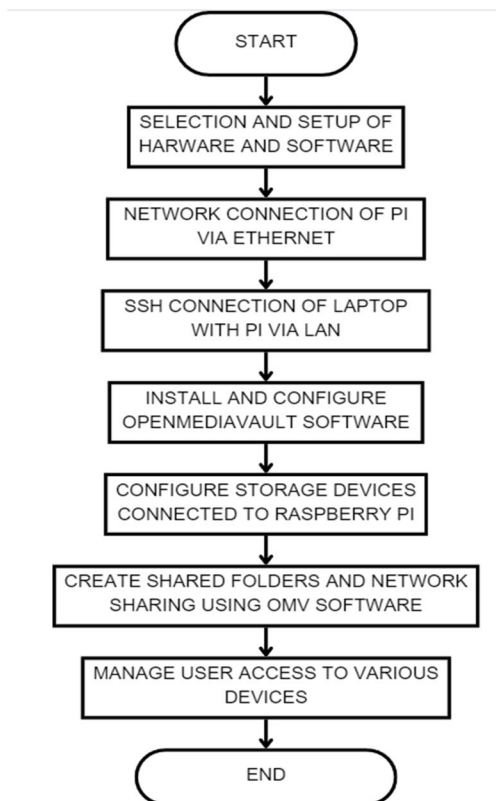 START
SELECTION AND SETUP OF
HARWARE AND SOFTWARE
NETWORK CONNECTION OF PI
VIA ETHERNET
SSH CONNECTION OF LAPTOP
WITH PI VIA LAN
INSTALL AND CONFIGURE
OPENMEDIAVAULT SOFTWARE
CONFIGURE STORAGE DEVICES
CONNECTED TO RASPBERRY PI
CREATE SHARED FOLDERS AND NETWORK
SHARING USING OMV SOFTWARE
MANAGE USER ACCESS TO VARIOUS
DEVICES
END